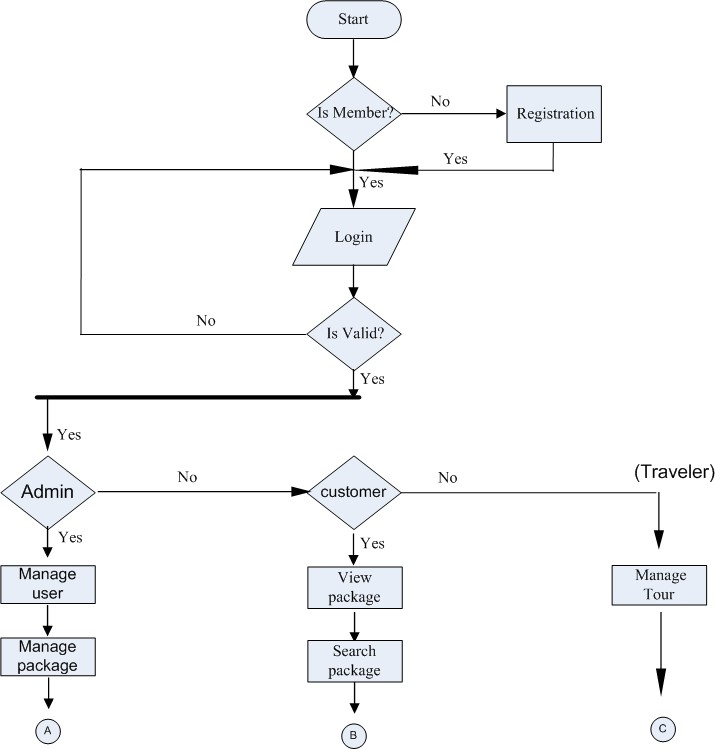 Start
Is Member?
No
Registration
Yes
Yes
Login
Is Valid?
No
Yes
Yes
Admin
No
customer
No
(Traveler)
Yes
Yes
Manage
user
View
package
Manage
Tour
Manage
package
Search
package
A
B
C